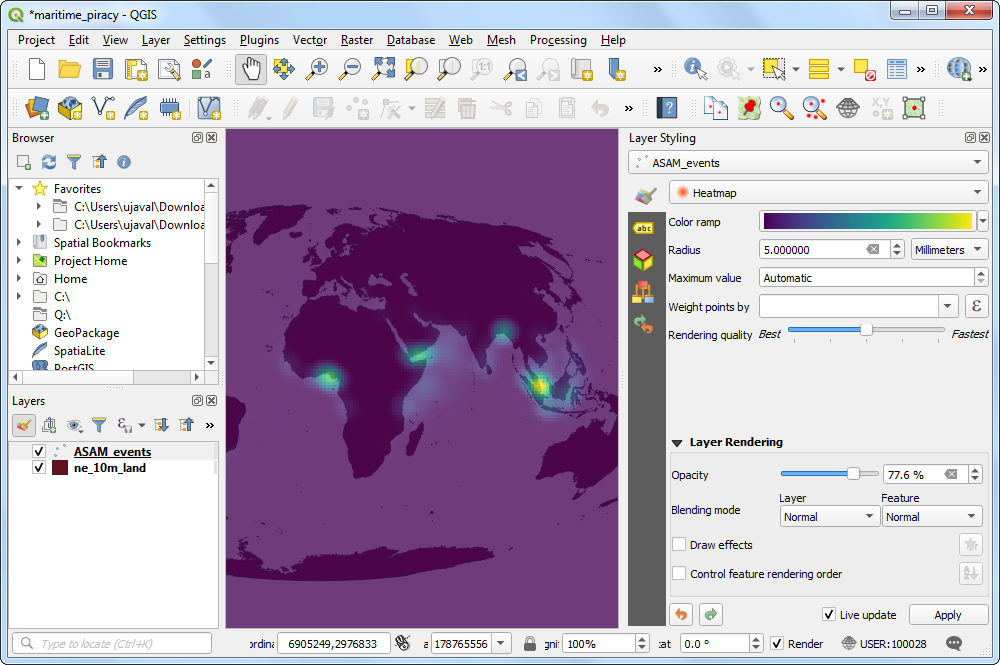 *maritime_piracy - QGIS
Project Edit View Layer Settings Plugins Vector Raster Database Web Mesh Processing Help
Browser
Favorites
C:\Users\ujaval\Downloa
C:\Users\ujaval\Downloa
Spatial Bookmarks
Project Home
Home
C:\
Q:\
GeoPackage
SpatiaLite
PostGIS
Layers
ASAM_events
ne_10m_land
Layer Styling
ASAM_events
Heatmap
abc
Color ramp
Radius 5.000000 Millimeters
Maximum value Automatic
Weight points by ε
Rendering quality Best Fastest
Layer Rendering
Opacity 77.6 %
Layer Feature
Blending mode Normal Normal
Draw effects
Control feature rendering order
Live update Apply
Type to locate (Ctrl+K) ordina 6905249,2976833 a 178765556 gni 100% tat 0.0 ° Render USER:100028